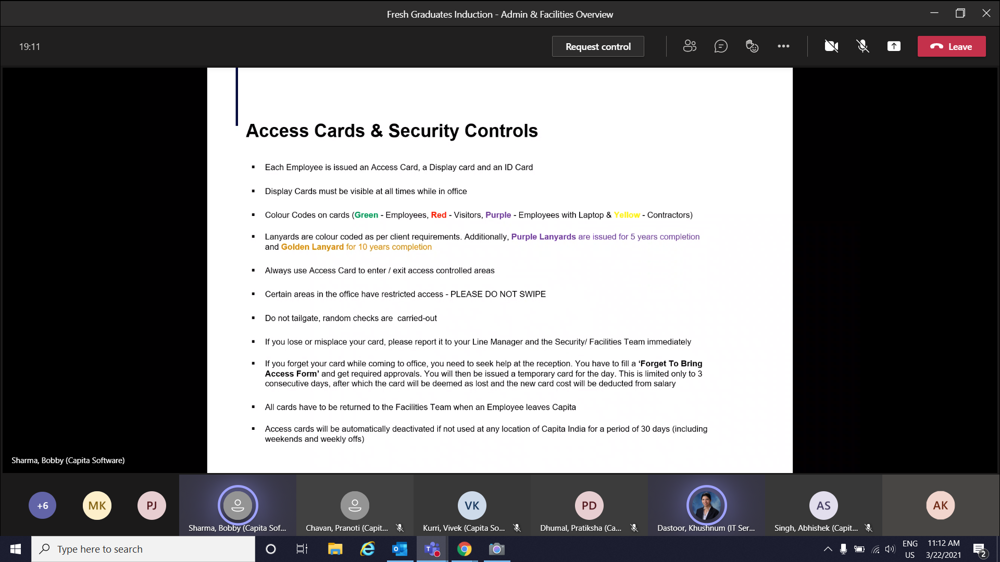 Fresh Graduates Induction - Admin & Facilities Overview
19:11
Request control
Leave
Access Cards & Security Controls
▪ Each Employee is issued an Access Card, a Display card and an ID Card
▪ Display Cards must be visible at all times while in office
▪ Colour Codes on cards (Green - Employees, Red - Visitors, Purple - Employees with Laptop & Yellow - Contractors)
▪ Lanyards are colour coded as per client requirements. Additionally, Purple Lanyards are issued for 5 years completion
and Golden Lanyard for 10 years completion
▪ Always use Access Card to enter / exit access controlled areas
▪ Certain areas in the office have restricted access - PLEASE DO NOT SWIPE
▪ Do not tailgate, random checks are  carried-out
▪ If you lose or misplace your card, please report it to your Line Manager and the Security/ Facilities Team immediately
▪ If you forget your card while coming to office, you need to seek help at the reception. You have to fill a ‘Forget To Bring
Access Form’ and get required approvals. You will then be issued a temporary card for the day. This is limited only to 3
consecutive days, after which the card will be deemed as lost and the new card cost will be deducted from salary
▪ All cards have to be returned to the Facilities Team when an Employee leaves Capita
▪ Access cards will be automatically deactivated if not used at any location of Capita India for a period of 30 days (including
weekends and weekly offs)
Sharma, Bobby (Capita Software)
+6
MK
PJ
VK
PD
AS
AK
Sharma, Bobby (Capita Sof...
Chavan, Pranoti (Capit...
Kurri, Vivek (Capita So...
Dhumal, Pratiksha (Ca...
Dastoor, Khushnum (IT Ser...
Singh, Abhishek (Capit...
Type here to search
ENG
US
11:12 AM
3/22/2021
2